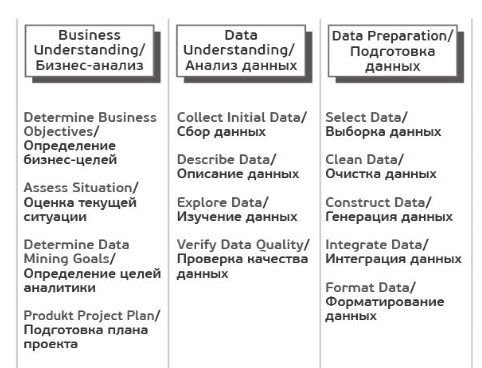 Business
Understanding/
Бизнес-анализ
Determine Business
Objectives/
Определение
бизнес-целей
Assess Situation/
Оценка текущей
ситуации
Determine Data
Mining Goals/
Определение целей
аналитики
Produkt Project Plan/
Подготовка плана
проекта
Data
Understanding/
Анализ данных
Collect Initial Data/
Сбор данных
Describe Data/
Описание данных
Explore Data/
Изучение данных
Verify Data Quality/
Проверка качества
данных
Data Preparation/
Подготовка
данных
Select Data/
Выборка данных
Clean Data/
Очистка данных
Construct Data/
Генерация данных
Integrate Data/
Интеграция данных
Format Data/
Форматирование
данных